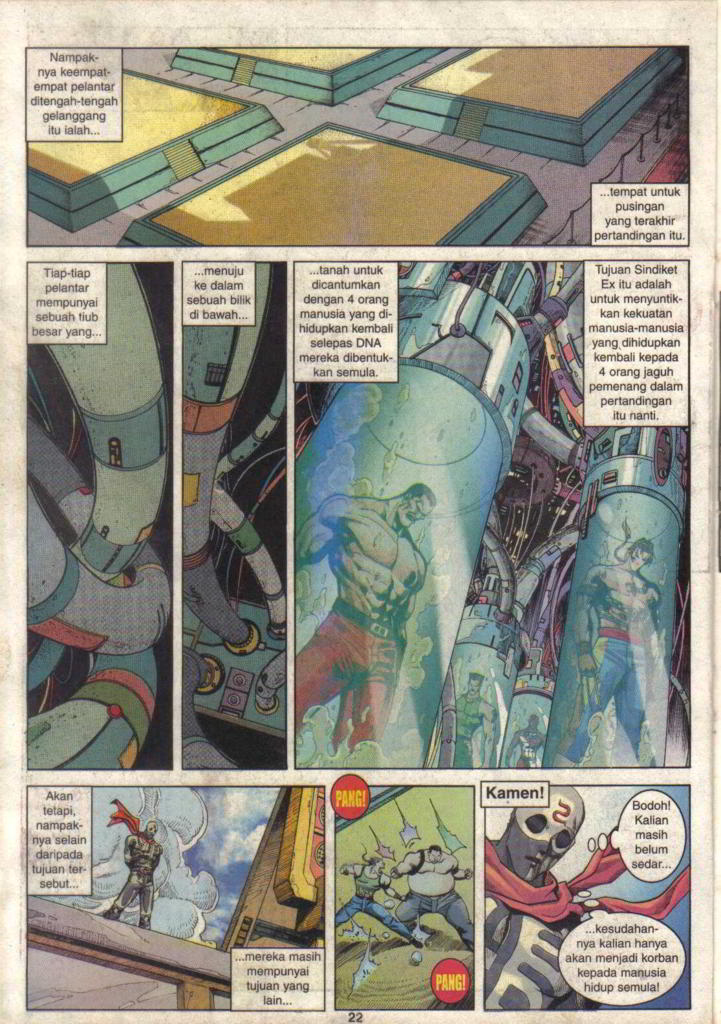 Nampak-
nya keempat-
empat pelantar
ditengah-tengah
gelanggang
itu ialah...
...tempat untuk
pusingan
yang terakhir
pertandingan itu.
Tiap-tiap
pelantar
mempunyai
sebuah tiub
besar yang...
...menuju
ke dalam
sebuah bilik
di bawah...
...tanah untuk
dicantumkan
dengan 4 orang
manusia yang di-
hidupkan kembali
selepas DNA
mereka dibentuk-
kan semula.
Tujuan Sindiket
Ex itu adalah
untuk menyuntik-
kan kekuatan
manusia-manusia
yang dihidupkan
kembali kepada
4 orang jaguh
pemenang dalam
pertandingan
itu nanti.
Akan
tetapi,
nampak-
nya selain
daripada
tujuan ter-
sebut...
...mereka masih
mempunyai
tujuan yang
lain...
PANG!
PANG!
Kamen!
Bodoh!
Kalian
masih
belum
sedar...
...kesudahan-
nya kalian hanya
akan menjadi korban
kepada manusia
hidup semula!
22